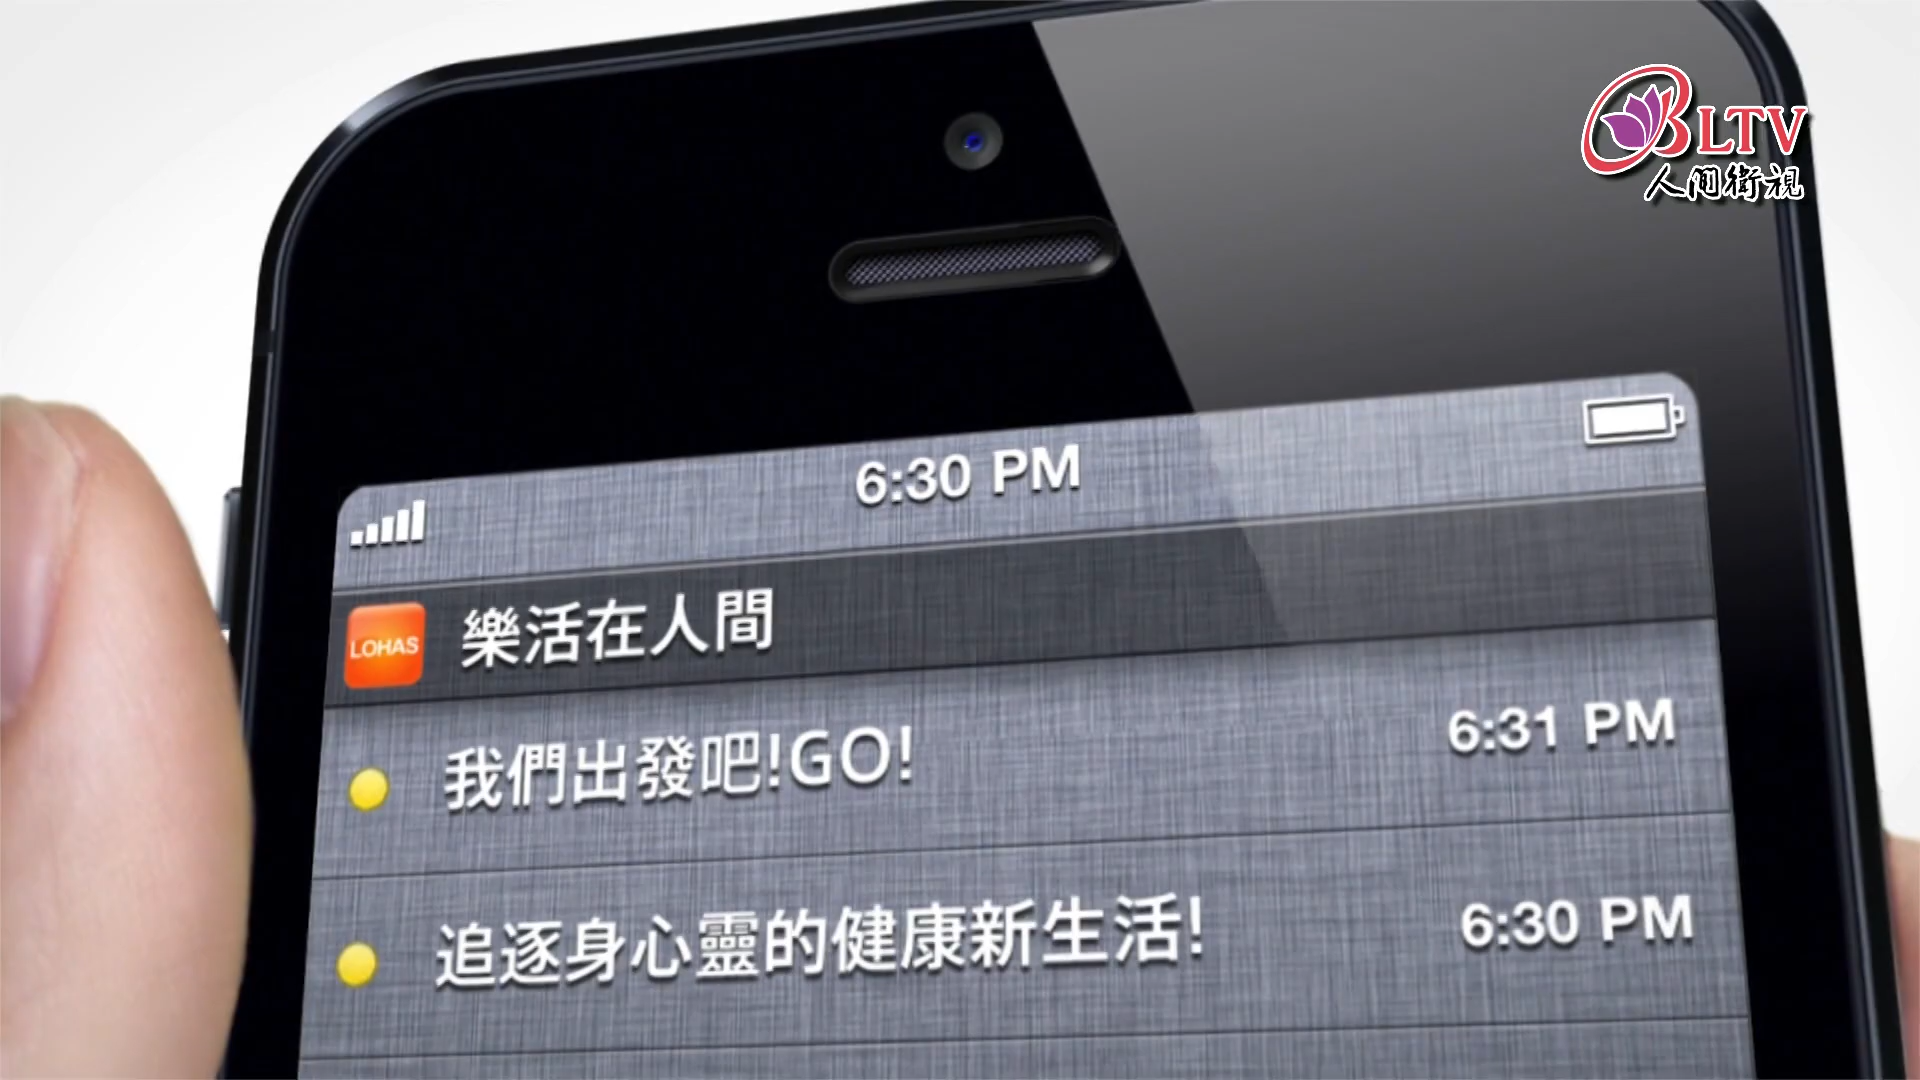 BLTV
人間衛視
6:30 PM
LOHAS
樂活在人間
我們出發吧!GO!
6:31 PM
追逐身心靈的健康新生活!
6:30 PM